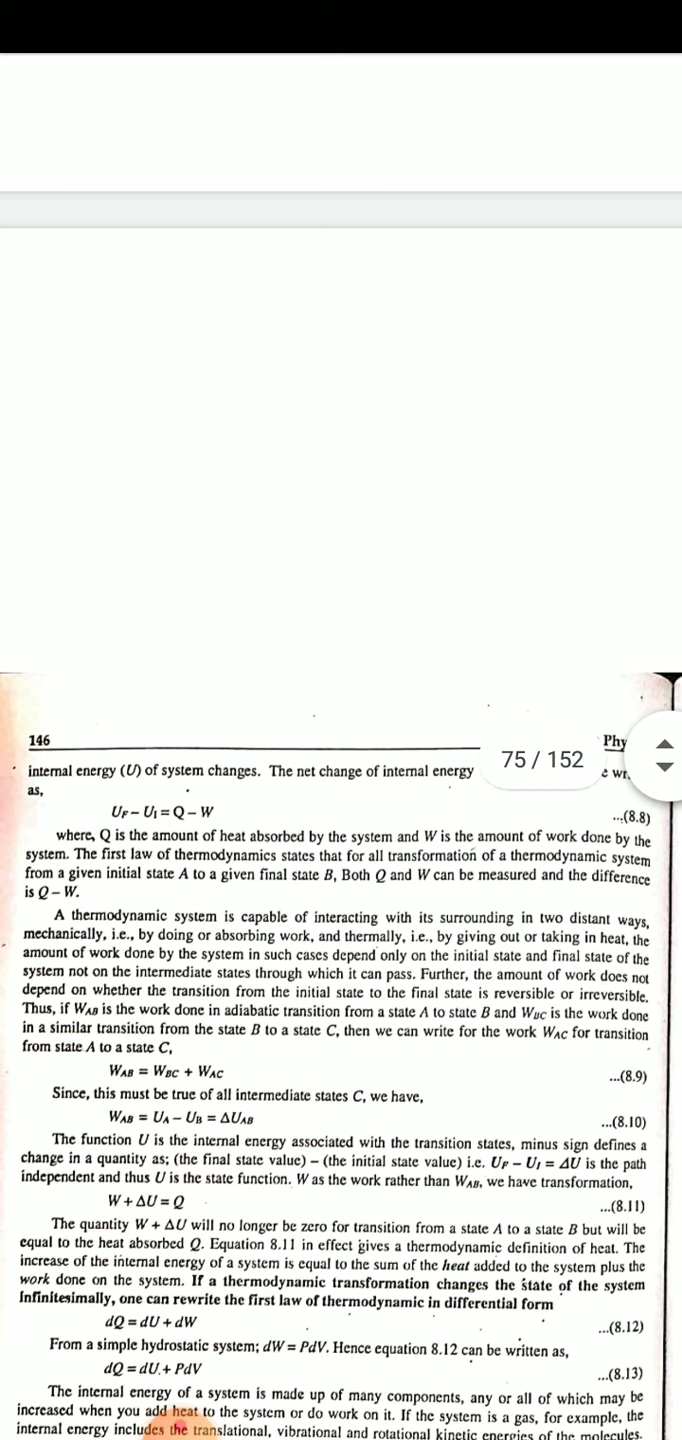 146
Phy
75 / 152
internal energy (U) of system changes. The net change of internal energy
as,
U_F – U_I = Q – W ...(8.8)
where, Q is the amount of heat absorbed by the system and W is the amount of work done by the
system. The first law of thermodynamics states that for all transformation of a thermodynamic system
from a given initial state A to a given final state B, Both Q and W can be measured and the difference
is Q – W.
A thermodynamic system is capable of interacting with its surrounding in two distant ways,
mechanically, i.e., by doing or absorbing work, and thermally, i.e., by giving out or taking in heat, the
amount of work done by the system in such cases depend only on the initial state and final state of the
system not on the intermediate states through which it can pass. Further, the amount of work does not
depend on whether the transition from the initial state to the final state is reversible or irreversible.
Thus, if W_AB is the work done in adiabatic transition from a state A to state B and W_BC is the work done
in a similar transition from the state B to a state C, then we can write for the work W_AC for transition
from state A to a state C,
W_AB = W_BC + W_AC ...(8.9)
Since, this must be true of all intermediate states C, we have,
W_AB = U_A – U_B = ΔU_AB ...(8.10)
The function U is the internal energy associated with the transition states, minus sign defines a
change in a quantity as; (the final state value) – (the initial state value) i.e. U_F – U_I = ΔU is the path
independent and thus U is the state function. W as the work rather than W_AB, we have transformation,
W + ΔU = Q ...(8.11)
The quantity W + ΔU will no longer be zero for transition from a state A to a state B but will be
equal to the heat absorbed Q. Equation 8.11 in effect gives a thermodynamic definition of heat. The
increase of the internal energy of a system is equal to the sum of the heat added to the system plus the
work done on the system. If a thermodynamic transformation changes the state of the system
infinitesimally, one can rewrite the first law of thermodynamic in differential form
dQ = dU + dW ...(8.12)
From a simple hydrostatic system; dW = PdV. Hence equation 8.12 can be written as,
dQ = dU + PdV ...(8.13)
The internal energy of a system is made up of many components, any or all of which may be
increased when you add heat to the system or do work on it. If the system is a gas, for example, the
internal energy includes the translational, vibrational and rotational kinetic energies of the molecules.